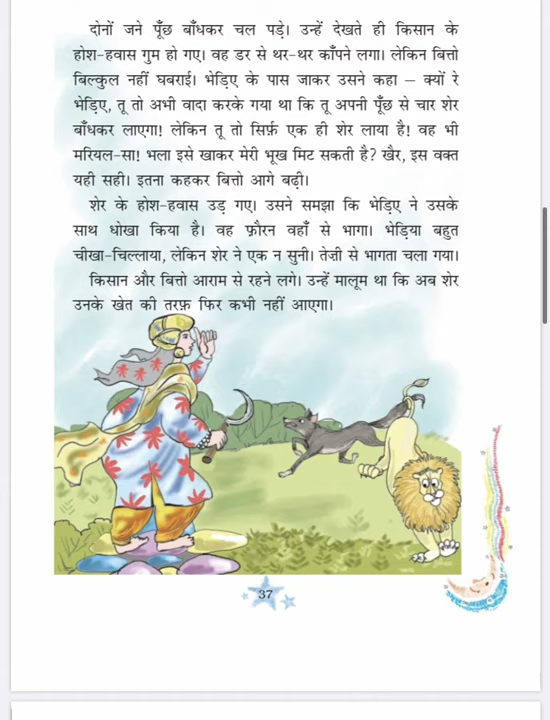 दोनों जने पूँछ बाँधकर चल पड़े। उन्हें देखते ही किसान के
होश-हवास गुम हो गए। वह डर से थर-थर काँपने लगा। लेकिन बित्तो
बिल्कुल नहीं घबराई। भेड़िए के पास जाकर उसने कहा – क्यों रे
भेड़िए, तू तो अभी वादा करके गया था कि तू अपनी पूँछ से चार शेर
बाँधकर लाएगा! लेकिन तू तो सिर्फ़ एक ही शेर लाया है! वह भी
मरियल-सा! भला इसे खाकर मेरी भूख मिट सकती है? खैर, इस वक्त
यही सही। इतना कहकर बित्तो आगे बढ़ी।
शेर के होश-हवास उड़ गए। उसने समझा कि भेड़िए ने उसके
साथ धोखा किया है। वह फ़ौरन वहाँ से भागा। भेड़िया बहुत
चीखा-चिल्लाया, लेकिन शेर ने एक न सुनी। तेज़ी से भागता चला गया।
किसान और बित्तो आराम से रहने लगे। उन्हें मालूम था कि अब शेर
उनके खेत की तरफ़ फिर कभी नहीं आएगा।
37